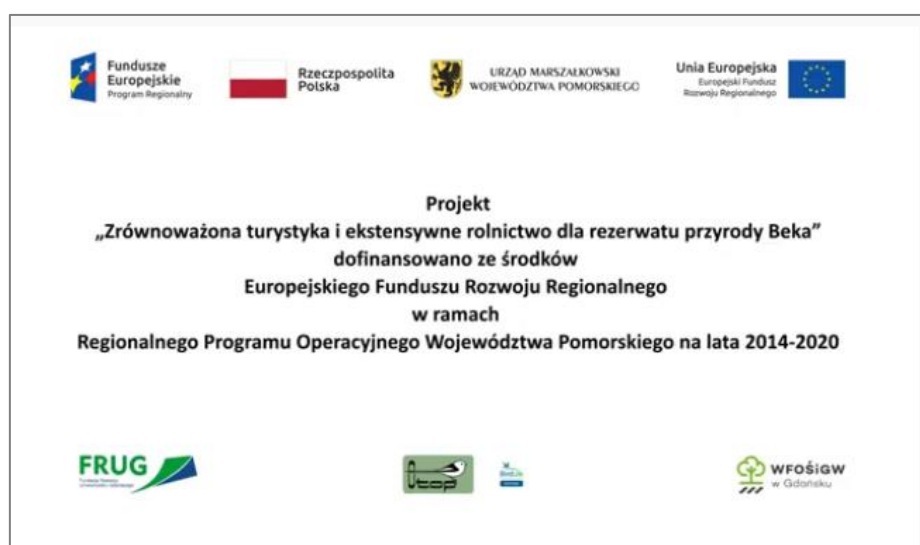 Fundusze
Europejskie
Program Regionalny
Rzeczpospolita
Polska
URZĄD MARSZAŁKOWSKI
WOJEWÓDZTWA POMORSKIEGO
Unia Europejska
Europejski Fundusz
Rozwoju Regionalnego
Projekt
„Zrównoważona turystyka i ekstensywne rolnictwo dla rezerwatu przyrody Beka”
dofinansowano ze środków
Europejskiego Funduszu Rozwoju Regionalnego
w ramach
Regionalnego Programu Operacyjnego Województwa Pomorskiego na lata 2014-2020
FRUG
otop
WFOŚiGW
w Gdańsku